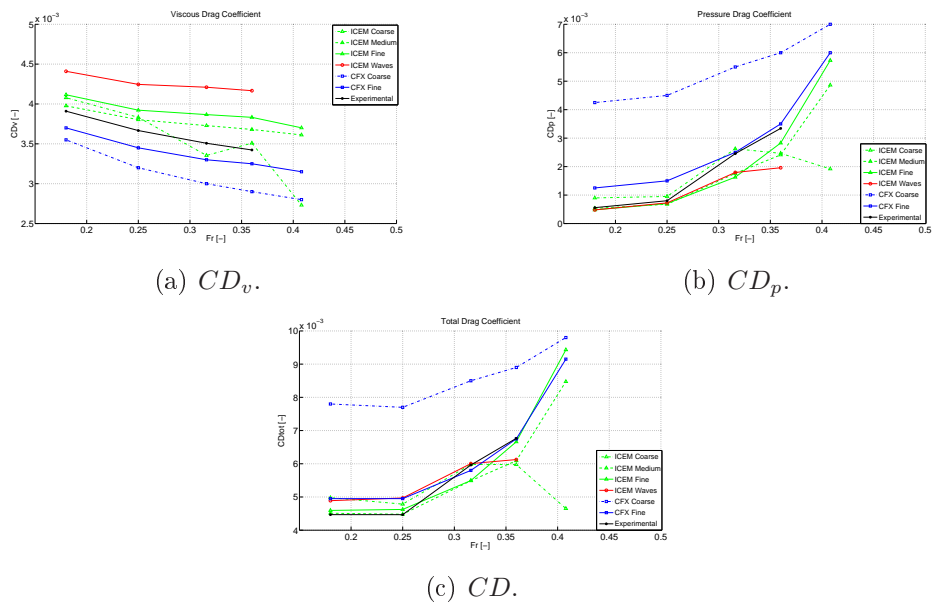 Viscous Drag Coefficient
x 10⁻³
5
4.5
4
3.5
3
2.5
CDv [−]
0.2
0.25
0.3
0.35
0.4
0.45
0.5
Fr [−]
ICEM Coarse
ICEM Medium
ICEM Fine
ICEM Waves
CFX Coarse
CFX Fine
Experimental
(a) CDv.
Pressure Drag Coefficient
x 10⁻³
7
6
5
4
3
2
1
0
CDp [−]
0.2
0.25
0.3
0.35
0.4
0.45
0.5
Fr [−]
ICEM Coarse
ICEM Medium
ICEM Fine
ICEM Waves
CFX Coarse
CFX Fine
Experimental
(b) CDp.
Total Drag Coefficient
x 10⁻³
10
9
8
7
6
5
4
CDtot [−]
0.2
0.25
0.3
0.35
0.4
0.45
0.5
Fr [−]
ICEM Coarse
ICEM Medium
ICEM Fine
ICEM Waves
CFX Coarse
CFX Fine
Experimental
(c) CD.